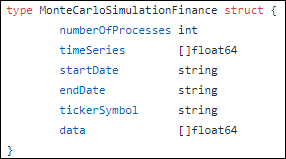 type MonteCarloSimulationFinance struct {
numberOfProcesses int
timeSeries []float64
startDate string
endDate string
tickerSymbol string
data []float64
}